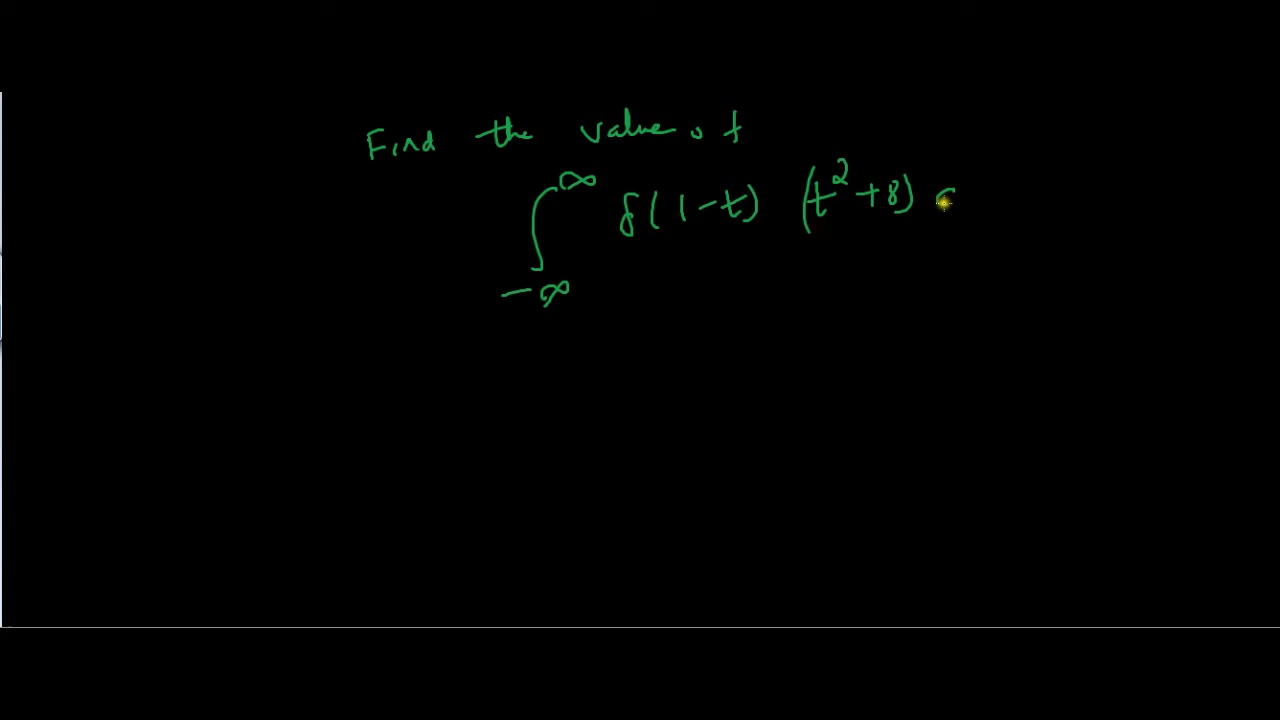 Find the value of
∫_{-∞}^{∞} δ(1-t) (t²+8)